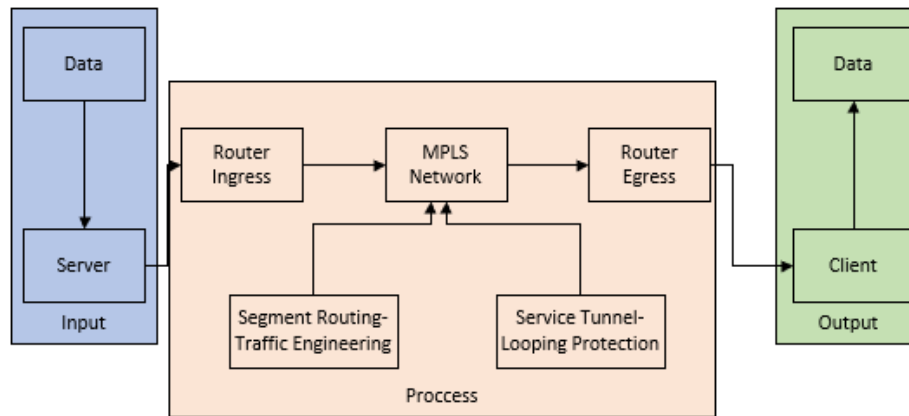 Data
Server
Input
Router
Ingress
MPLS
Network
Router
Egress
Segment Routing-
Traffic Engineering
Service Tunnel-
Looping Protection
Proccess
Data
Client
Output